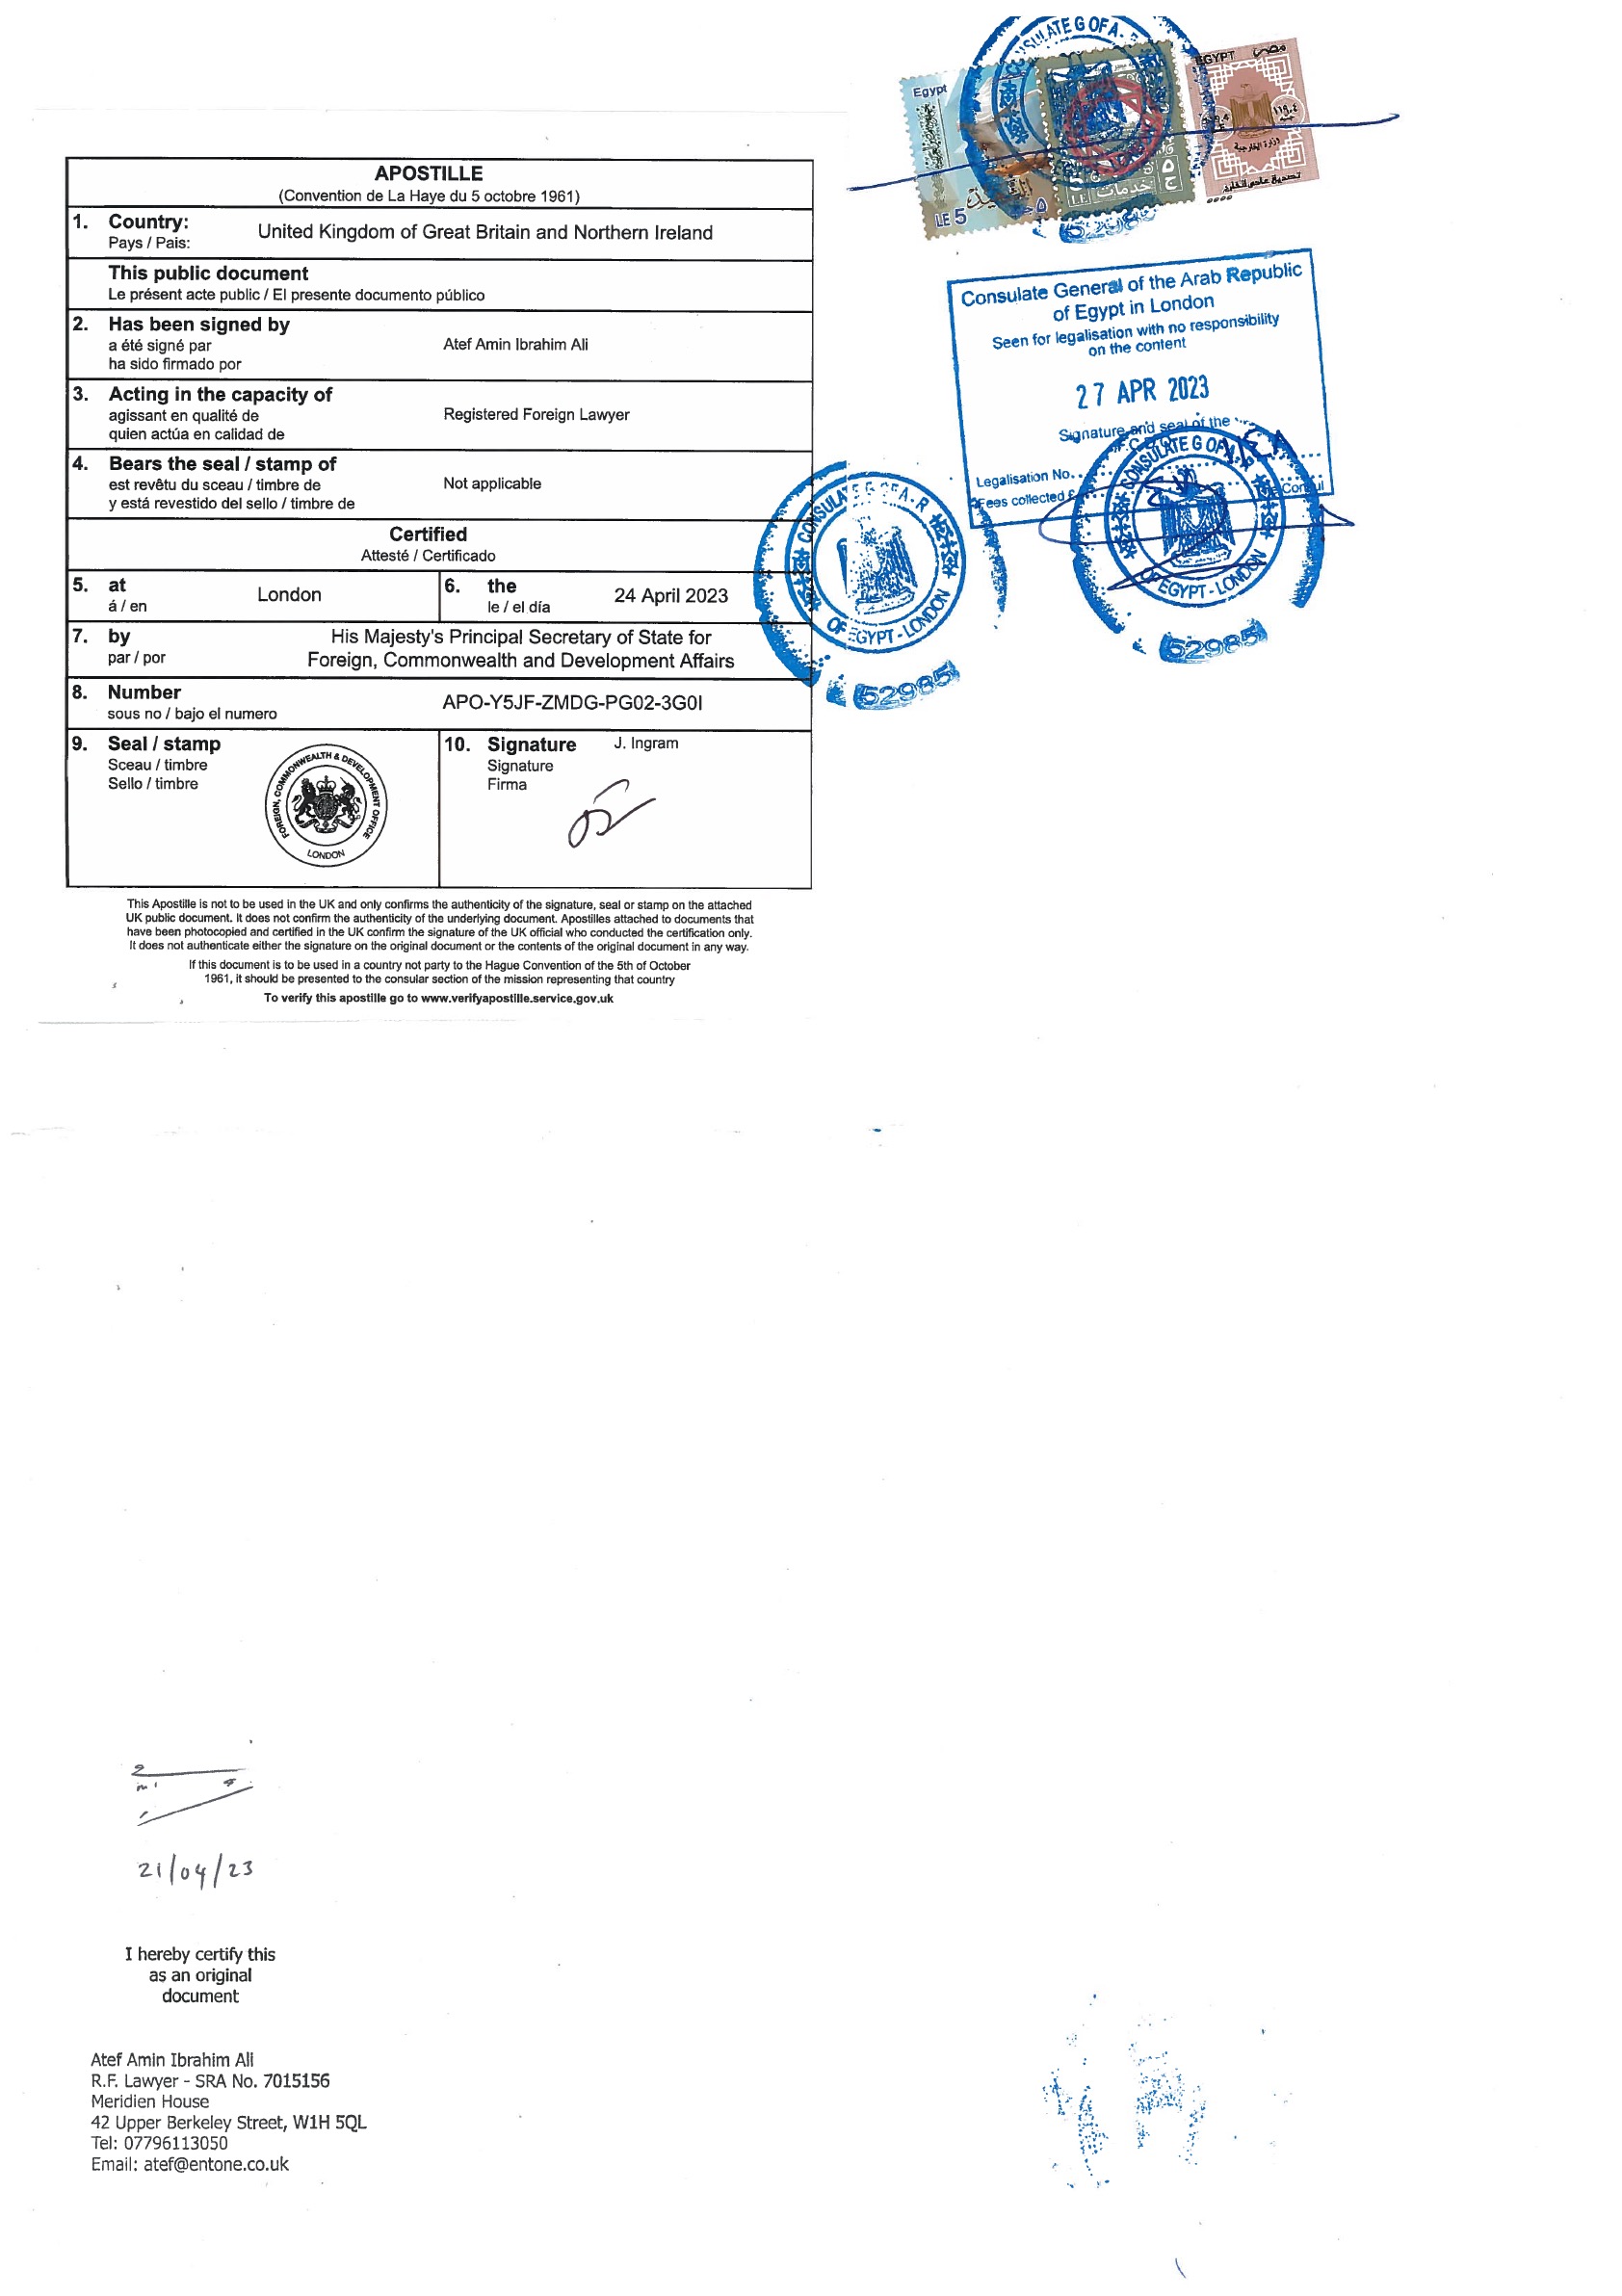 APOSTILLE
(Convention de La Haye du 5 octobre 1961)
1. Country:
Pays / Pais:
United Kingdom of Great Britain and Northern Ireland
This public document
Le présent acte public / El presente documento público
2. Has been signed by
a été signé par
ha sido firmado por
Atef Amin Ibrahim Ali
3. Acting in the capacity of
agissant en qualité de
quien actúa en calidad de
Registered Foreign Lawyer
4. Bears the seal / stamp of
est revêtu du sceau / timbre de
y está revestido del sello / timbre de
Not applicable
Certified
Attesté / Certificado
5. at
á / en
London
6. the
le / el día
24 April 2023
7. by
par / por
His Majesty's Principal Secretary of State for
Foreign, Commonwealth and Development Affairs
8. Number
sous no / bajo el numero
APO-Y5JF-ZMDG-PG02-3G0I
9. Seal / stamp
Sceau / timbre
Sello / timbre
FOREIGN, COMMONWEALTH & DEVELOPMENT OFFICE
LONDON
10. Signature
Signature
Firma
J. Ingram
This Apostille is not to be used in the UK and only confirms the authenticity of the signature, seal or stamp on the attached
UK public document. It does not confirm the authenticity of the underlying document. Apostilles attached to documents that
have been photocopied and certified in the UK confirm the signature of the UK official who conducted the certification only.
It does not authenticate either the signature on the original document or the contents of the original document in any way.
If this document is to be used in a country not party to the Hague Convention of the 5th of October
1961, it should be presented to the consular section of the mission representing that country
To verify this apostille go to www.verifyapostille.service.gov.uk
Egypt
LE 5
خدمات
EGYPT مصر
وزارة الخارجية
Consulate General of the Arab Republic
of Egypt in London
Seen for legalisation with no responsibility
on the content
27 APR 2023
Signature and seal of the
Legalisation No.
Fees collected £
Consul
CONSULATE G OF A.R
OF EGYPT - LONDON
52985
CONSULATE G OF A.R
OF EGYPT - LONDON
52985
21/04/23
I hereby certify this
as an original
document
Atef Amin Ibrahim Ali
R.F. Lawyer - SRA No. 7015156
Meridien House
42 Upper Berkeley Street, W1H 5QL
Tel: 07796113050
Email: atef@entone.co.uk